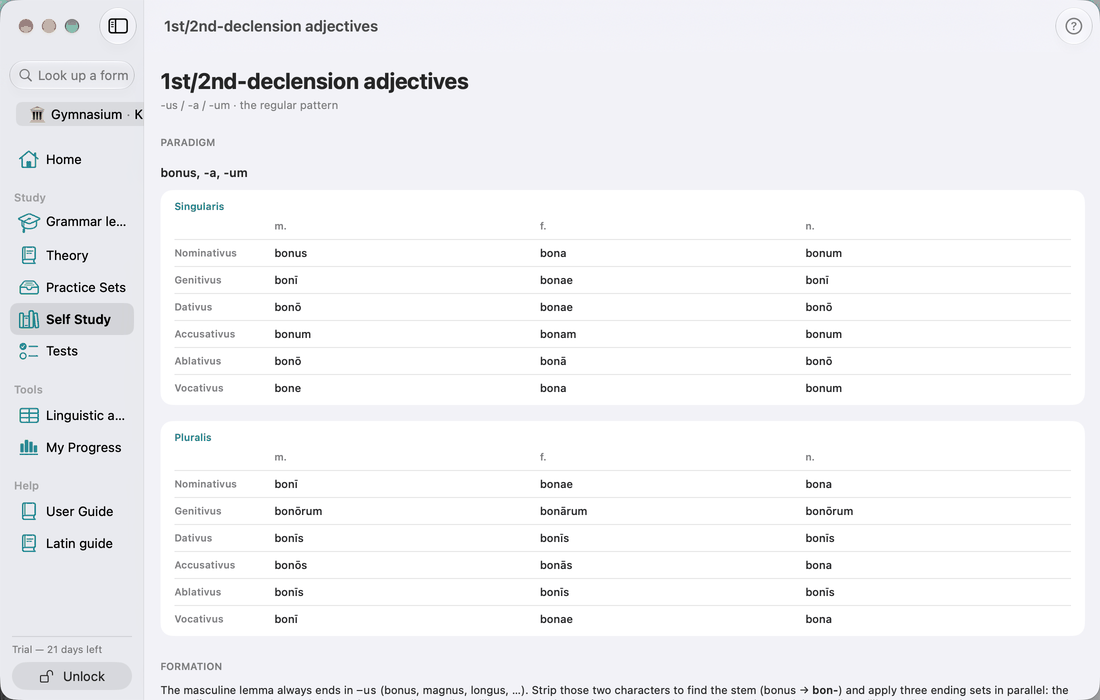 1st/2nd-declension adjectives
?
Look up a form
Gymnasium · K
Home
Study
Grammar le...
Theory
Practice Sets
Self Study
Tests
Tools
Linguistic a...
My Progress
Help
User Guide
Latin guide
Trial — 21 days left
Unlock
1st/2nd-declension adjectives
-us / -a / -um · the regular pattern
PARADIGM
bonus, -a, -um
Singularis
m. f. n.
Nominativus bonus bona bonum
Genitivus bonī bonae bonī
Dativus bonō bonae bonō
Accusativus bonum bonam bonum
Ablativus bonō bonā bonō
Vocativus bone bona bonum
Pluralis
m. f. n.
Nominativus bonī bonae bona
Genitivus bonōrum bonārum bonōrum
Dativus bonīs bonīs bonīs
Accusativus bonōs bonās bona
Ablativus bonīs bonīs bonīs
Vocativus bonī bonae bona
FORMATION
The masculine lemma always ends in –us (bonus, magnus, longus, …). Strip those two characters to find the stem (bonus → bon-) and apply three ending sets in parallel: the